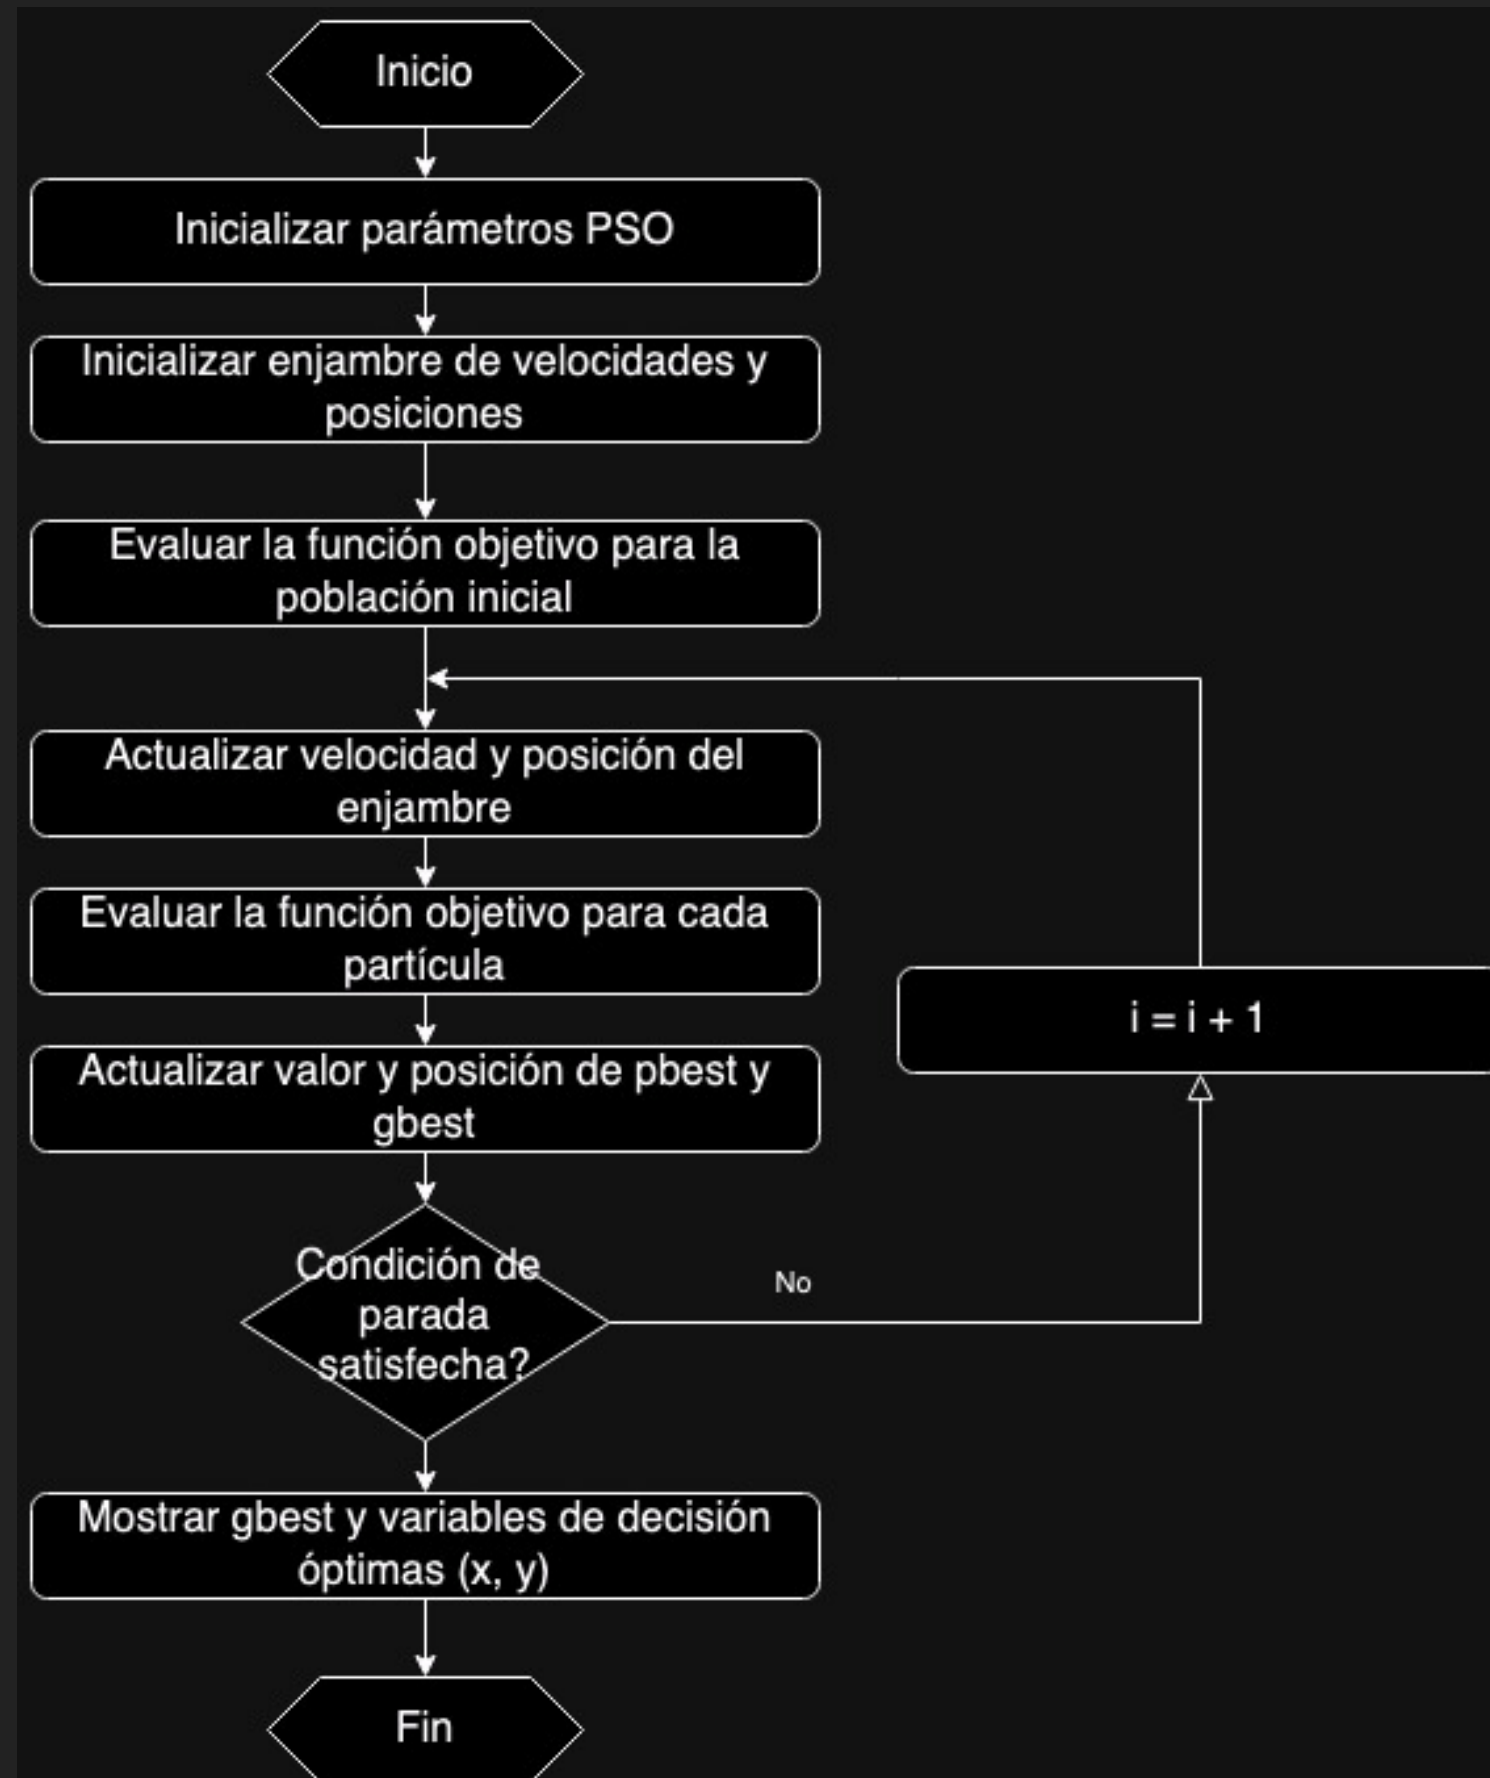 Inicio
Inicializar parámetros PSO
Inicializar enjambre de velocidades y
posiciones
Evaluar la función objetivo para la
población inicial
Actualizar velocidad y posición del
enjambre
Evaluar la función objetivo para cada
partícula
i = i + 1
Actualizar valor y posición de pbest y
gbest
Condición de
parada
satisfecha?
No
Mostrar gbest y variables de decisión
óptimas (x, y)
Fin